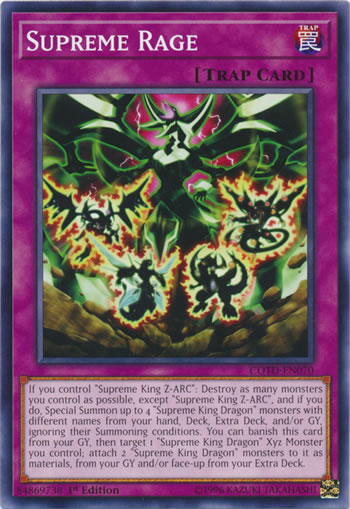 SUPREME RAGE
TRAP
罠
[TRAP CARD]
COTD-EN070
If you control "Supreme King Z-ARC": Destroy as many monsters
you control as possible, except "Supreme King Z-ARC", and if you
do, Special Summon up to 4 "Supreme King Dragon" monsters with
different names from your hand, Deck, Extra Deck, and/or GY,
ignoring their Summoning conditions. You can banish this card
from your GY, then target 1 "Supreme King Dragon" Xyz Monster
you control; attach 2 "Supreme King Dragon" monsters to it as
materials, from your GY and/or face-up from your Extra Deck.
84869738 1st Edition
©1996 KAZUKI TAKAHASHI